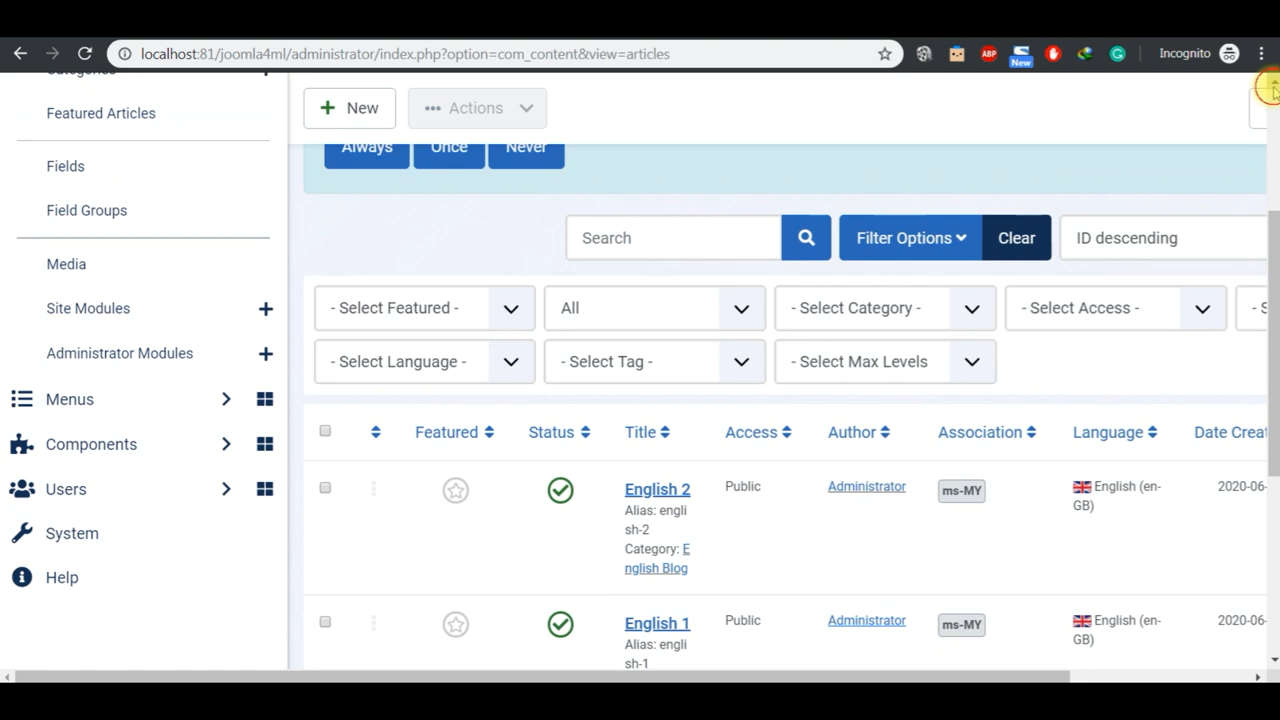 localhost:81/joomla4ml/administrator/index.php?option=com_content&view=articles
ABP
New
Incognito
Categories
Featured Articles
Fields
Field Groups
Media
Site Modules
Administrator Modules
Menus
Components
Users
System
Help
New
Actions
Always Once Never
Search
Filter Options
Clear
ID descending
- Select Featured -
All
- Select Category -
- Select Access -
- S
- Select Language -
- Select Tag -
- Select Max Levels
Featured Status Title Access Author Association Language Date Crea
English 2
Alias: engli
sh-2
Category: E
nglish Blog
Public
Administrator
ms-MY
English (en-
GB)
2020-06-
English 1
Alias: engli
sh-1
Public
Administrator
ms-MY
English (en-
GB)
2020-06-